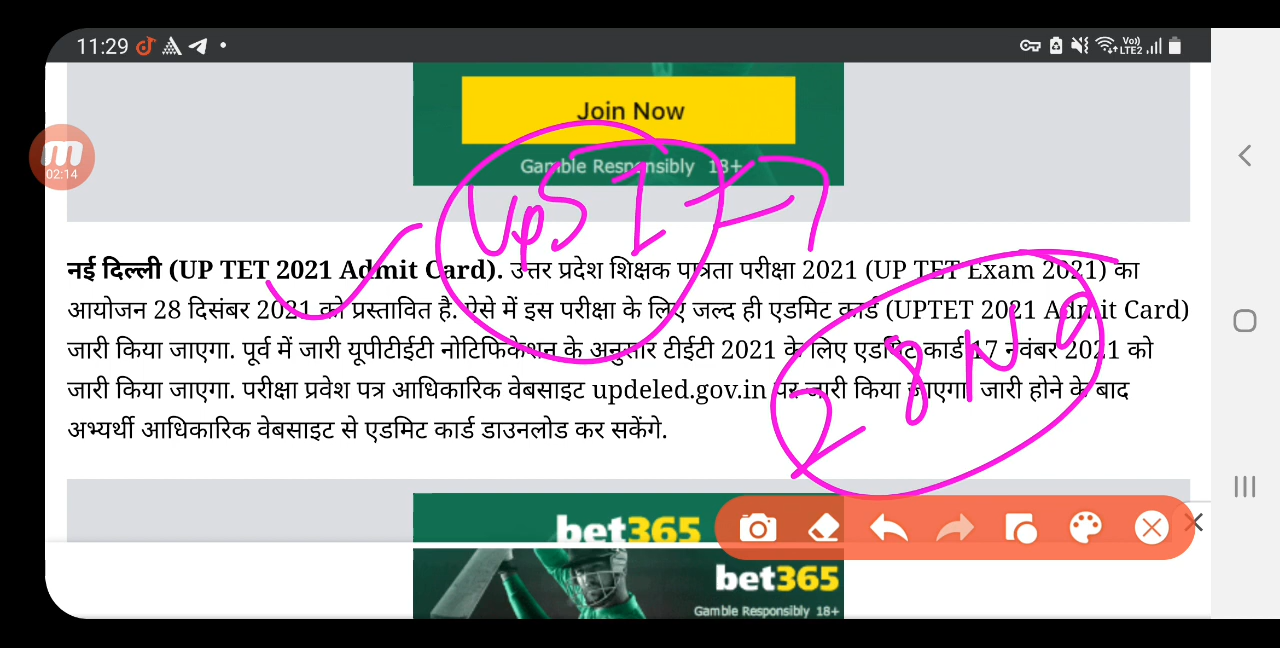 11:29
Vo)
LTE2
Join Now
Gamble Responsibly 18+
02:14
नई दिल्ली (UP TET 2021 Admit Card). उत्तर प्रदेश शिक्षक पात्रता परीक्षा 2021 (UP TET Exam 2021) का
आयोजन 28 दिसंबर 2021 को प्रस्तावित है. ऐसे में इस परीक्षा के लिए जल्द ही एडमिट कार्ड (UPTET 2021 Admit Card)
जारी किया जाएगा. पूर्व में जारी यूपीटीईटी नोटिफिकेशन के अनुसार टीईटी 2021 के लिए एडमिट कार्ड 17 नवंबर 2021 को
जारी किया जाएगा. परीक्षा प्रवेश पत्र आधिकारिक वेबसाइट updeled.gov.in पर जारी किया जाएगा. जारी होने के बाद
अभ्यर्थी आधिकारिक वेबसाइट से एडमिट कार्ड डाउनलोड कर सकेंगे.
28 No
bet365
bet365
Gamble Responsibly 18+